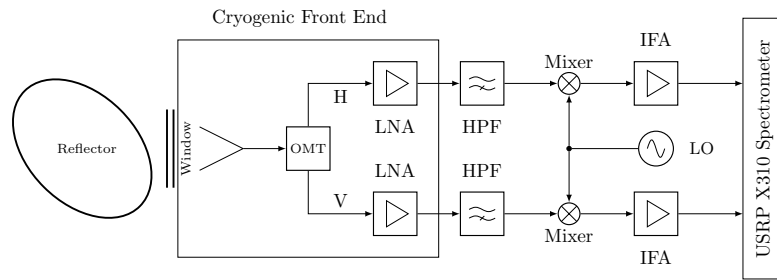 Cryogenic Front End
IFA
Mixer
H
LNA
HPF
Reflector
Window
OMT
LO
USRP X310 Spectrometer
LNA
HPF
V
Mixer
IFA